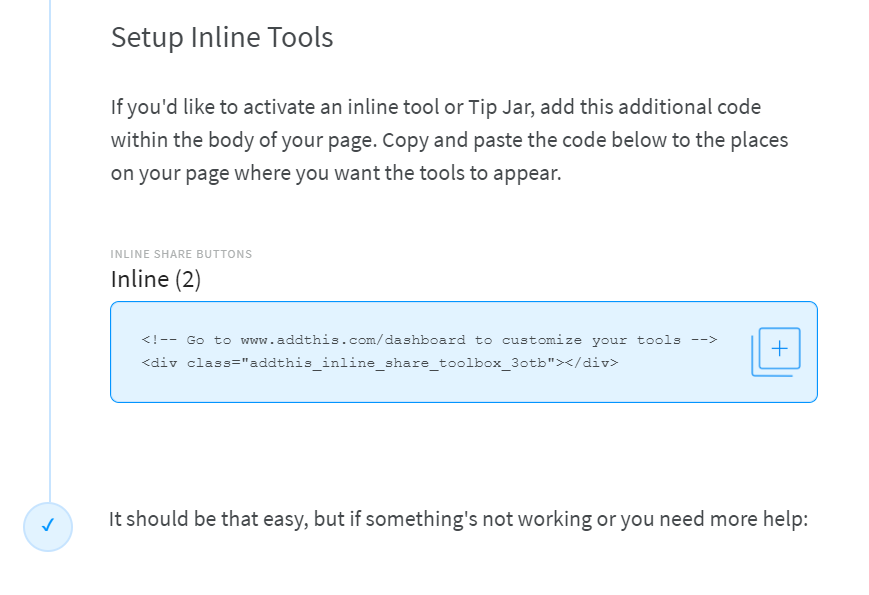 Setup Inline Tools
If you'd like to activate an inline tool or Tip Jar, add this additional code
within the body of your page. Copy and paste the code below to the places
on your page where you want the tools to appear.
INLINE SHARE BUTTONS
Inline (2)
<!-- Go to www.addthis.com/dashboard to customize your tools -->
<div class="addthis_inline_share_toolbox_3otb"></div>
It should be that easy, but if something's not working or you need more help: